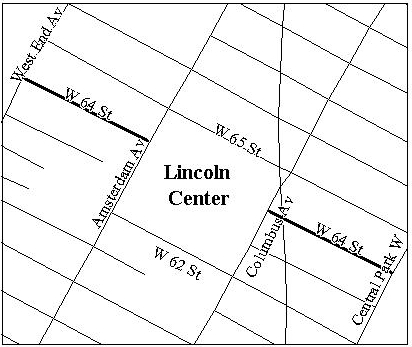 West End Av
W 64 St
Amsterdam Av
W 65 St
Lincoln
Center
W 62 St
Columbus Av
W 64 St
Central Park W